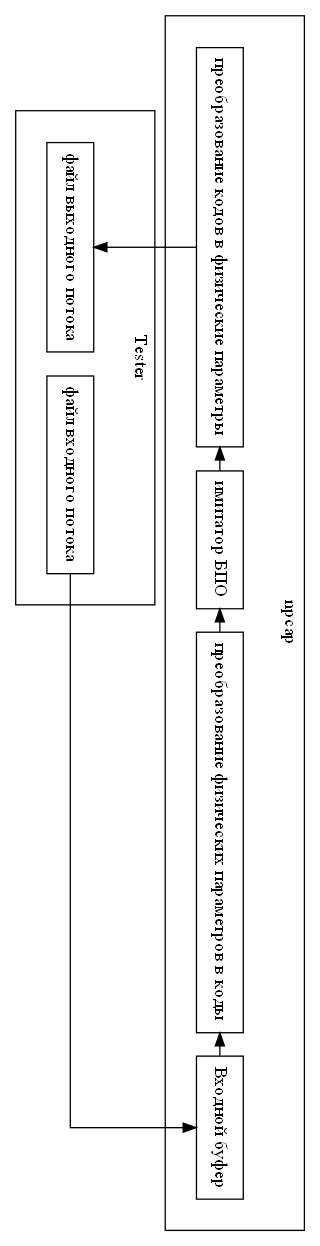 прсар
преобразование кодов в физические параметры
имитатор БПО
преобразование физических параметров в коды
Входной буфер
Tester
файл выходного потока
файл входного потока